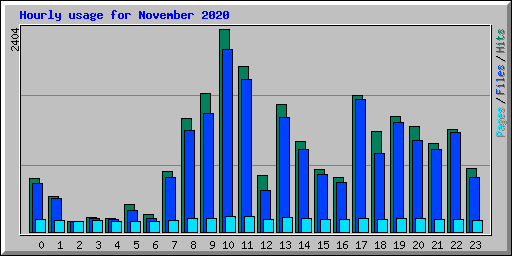 Hourly usage for November 2020
2404
Pages / Files / Hits
0 1 2 3 4 5 6 7 8 9 10 11 12 13 14 15 16 17 18 19 20 21 22 23